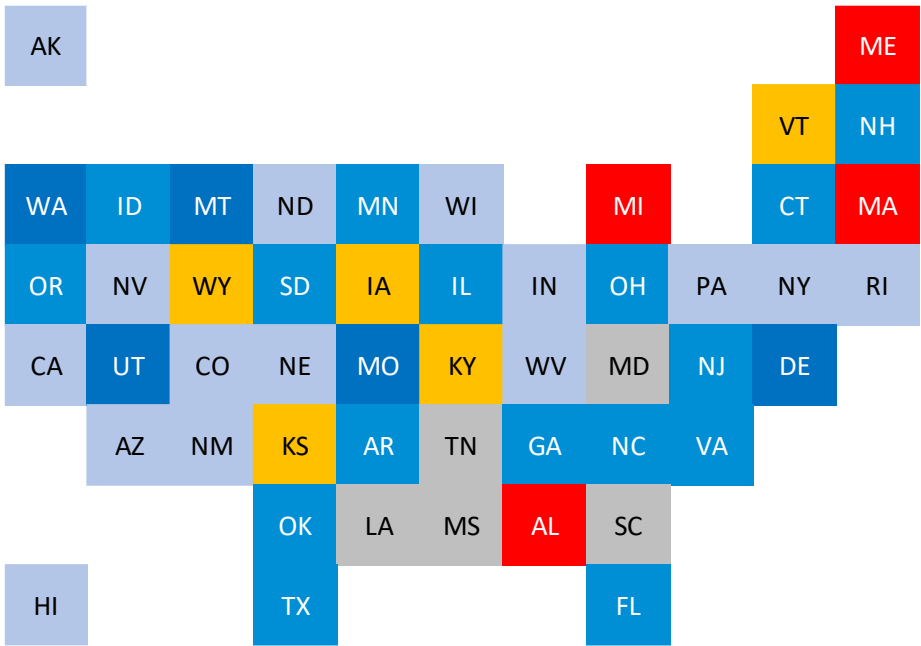 AK ME
VT NH
WA ID MT ND MN WI MI CT MA
OR NV WY SD IA IL IN OH PA NY RI
CA UT CO NE MO KY WV MD NJ DE
AZ NM KS AR TN GA NC VA
OK LA MS AL SC
HI TX FL